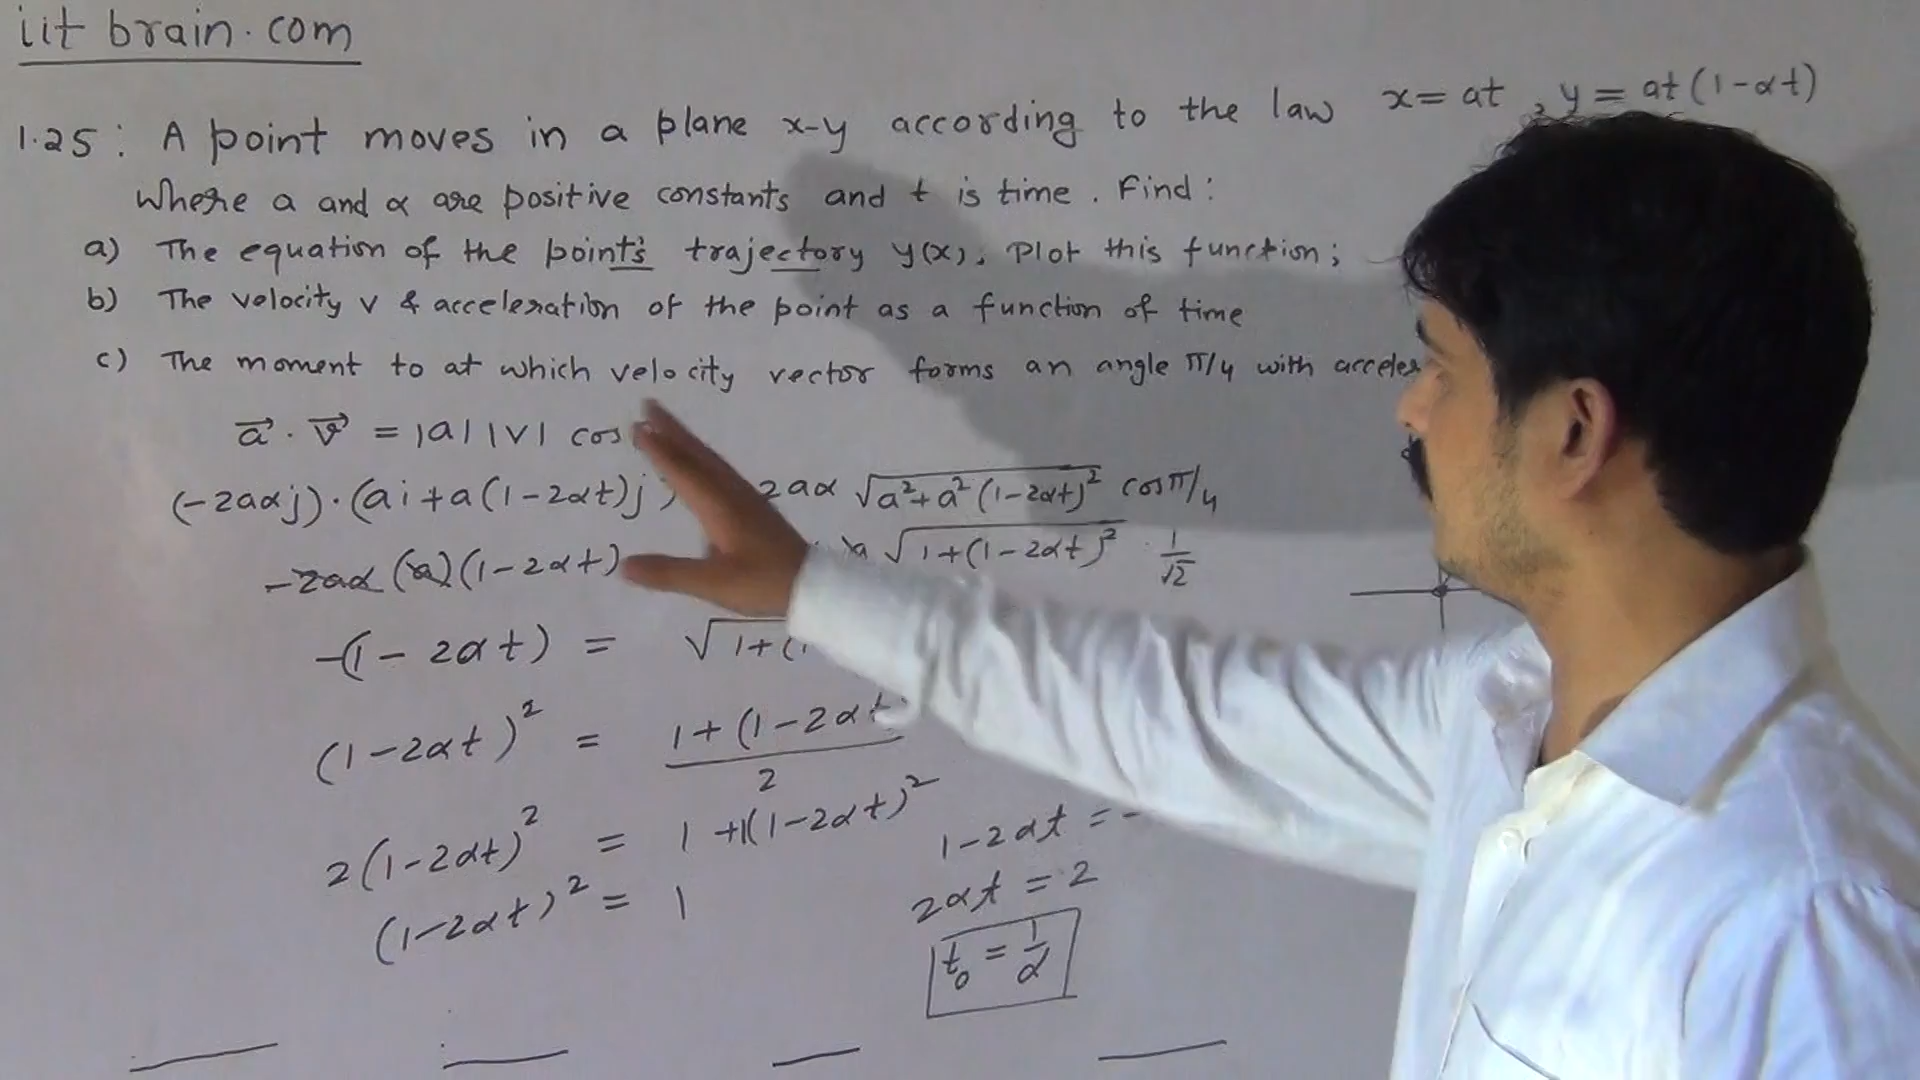 iit brain.com
1.25: A point moves in a plane x-y according to the law x = at, y = at(1-αt)
Where a and α are positive constants and t is time. Find:
a) The equation of the point's trajectory y(x); Plot this function;
b) The velocity v & acceleration of the point as a function of time
c) The moment to at which velocity vector forms an angle π/4 with acceler
a⃗ · v⃗ = |a| |v| cos
(-2aαj)·(ai+a(1-2αt)j) 2aα √(a²+a²(1-2αt)²) cos π/4
-2aα (a)(1-2αt) a √(1+(1-2αt)²) · 1/√2
-(1-2αt) = √1+(1
(1-2αt)² = 1+(1-2αt / 2
2(1-2αt)² = 1+1(1-2αt)²
(1-2αt)² = 1
1-2αt = -
2αt = 2
t₀ = 1/α